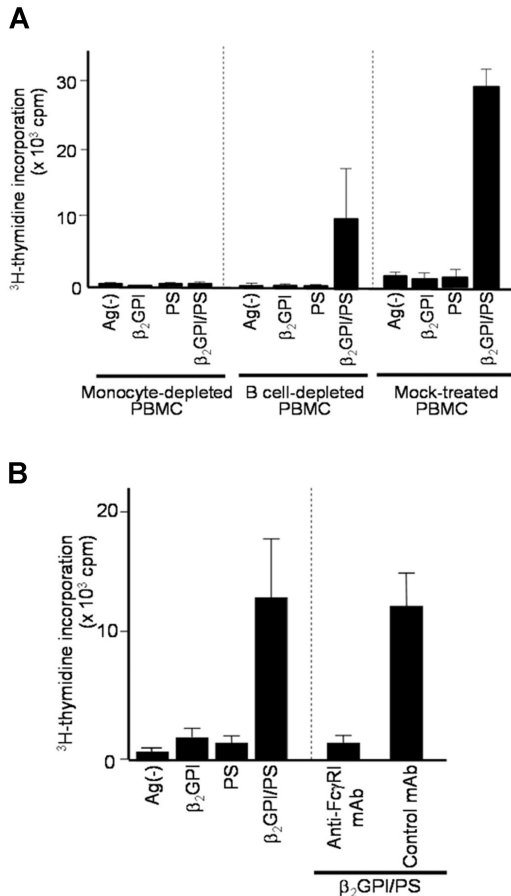 A
³H-thymidine incorporation
(x 10³ cpm)
30
20
10
0
Ag(-)
β₂GPI
PS
β₂GPI/PS
Ag(-)
β₂GPI
PS
β₂GPI/PS
Ag(-)
β₂GPI
PS
β₂GPI/PS
Monocyte-depleted
PBMC
B cell-depleted
PBMC
Mock-treated
PBMC
B
³H-thymidine incorporation
(x 10³ cpm)
20
10
0
Ag(-)
β₂GPI
PS
β₂GPI/PS
Anti-FcγRI
mAb
Control mAb
β₂GPI/PS